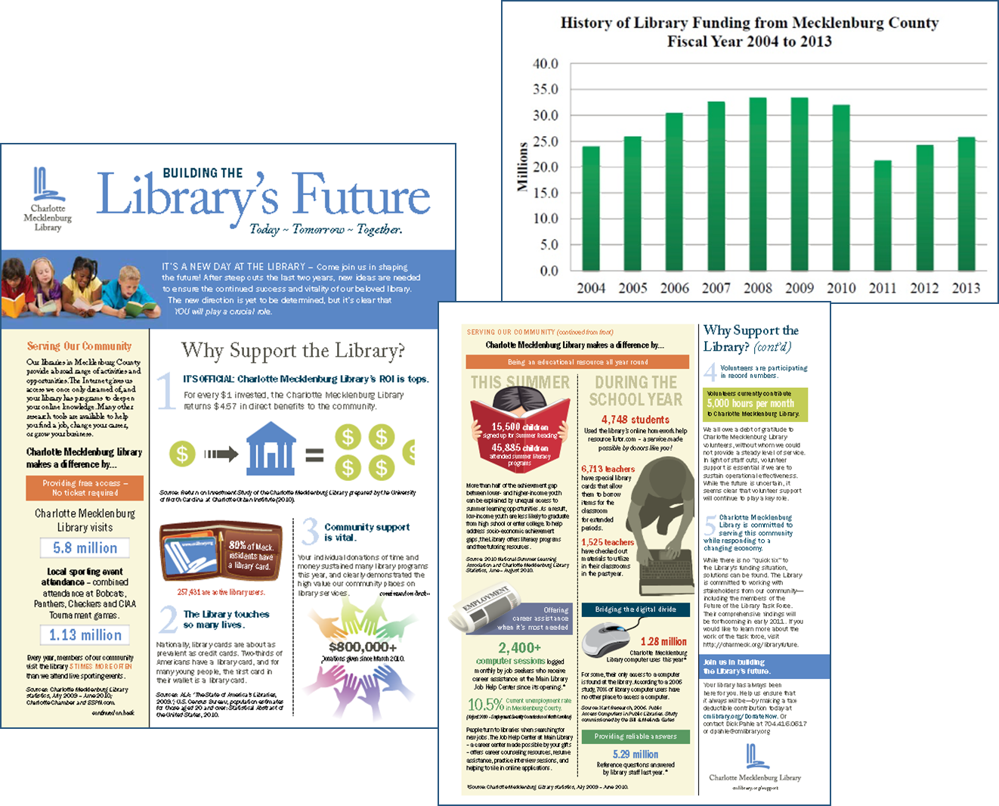 History of Library Funding from Mecklenburg County
Fiscal Year 2004 to 2013
Millions
40.0
35.0
30.0
25.0
20.0
15.0
10.0
5.0
0.0
2004 2005 2006 2007 2008 2009 2010 2011 2012 2013
Charlotte
Mecklenburg
Library
BUILDING THE
Library's Future
Today ~ Tomorrow ~ Together.
IT'S A NEW DAY AT THE LIBRARY – Come join us in shaping
the future! After steep cuts the last two years, new ideas are needed
to ensure the continued success and vitality of our beloved library.
The new direction is yet to be determined, but it's clear that
YOU will play a crucial role.
Serving Our Community
Our libraries in Mecklenburg County
provide a broad range of activities and
opportunities. The Internet gives us
access we once only dreamed of, and
your library has programs to deepen
your online knowledge. Many other
research tools are available to help
you find a job, change your career,
or grow your business.
Charlotte Mecklenburg Library
makes a difference by...
Providing free access –
No ticket required
Charlotte Mecklenburg
Library visits
5.8 million
Local sporting event
attendance – combined
attendance at Bobcats,
Panthers, Checkers and CIAA
Tournament games.
1.13 million
Every year, members of our community
visit the library 5 TIMES MORE OFTEN
than we attend live sporting events.
Sources: Charlotte Mecklenburg Library
statistics, July 2009 – June 2010;
Charlotte Chamber and ESPN.com.
continued on back
Why Support the Library?
1
IT'S OFFICIAL: Charlotte Mecklenburg Library's ROI is tops.
For every $1 invested, the Charlotte Mecklenburg Library
returns $4.57 in direct benefits to the community.
$ = $ $ $ $ $
Source: Return on Investment Study of the Charlotte Mecklenburg Library prepared by the University
of North Carolina at Charlotte Urban Institute (2010).
80% of Meck.
residents have
a library card.
257,431 are active library users.
2
The Library touches
so many lives.
Nationally, library cards are about as
prevalent as credit cards. Two-thirds of
Americans have a library card, and for
many young people, the first card in
their wallet is a library card.
Sources: ALA: "The State of America's Libraries,
2009."; U.S. Census Bureau, population estimates
for those aged 20 and over; Statistical Abstract of
the United States, 2010.
3
Community support
is vital.
Your individual donations of time and
money sustained many library programs
this year, and clearly demonstrated the
high value our community places on
library services.
continued on back
$800,000+
Donations given since March 2010.
SERVING OUR COMMUNITY (continued from front)
Charlotte Mecklenburg Library makes a difference by...
Being an educational resource all year round
THIS SUMMER
15,500 children
signed up for Summer Reading
45,885 children
attended summer literacy
programs
More than half of the achievement gap
between lower- and higher-income youth
can be explained by unequal access to
summer learning opportunities. As a result,
low-income youth are less likely to graduate
from high school or enter college. To help
address socio-economic achievement
gaps, the Library offers literacy programs
and free tutoring resources.
Source: 2010 National Summer Learning
Association and Charlotte Mecklenburg Library
Statistics, June – August 2010.
DURING THE
SCHOOL YEAR
4,748 students
Used the library's online homework help
resource Tutor.com – a service made
possible by donors like you!
6,713 teachers
have special library
cards that allow
them to borrow
items for the
classroom
for extended
periods.
1,525 teachers
have checked out
materials to utilize
in their classrooms
in the past year.
EMPLOYMENT
Offering
career assistance
when it's most needed
2,400+
computer sessions logged
monthly by job seekers who receive
career assistance at the Main Library
Job Help Center since its opening.*
10.5% Current unemployment rate
in Mecklenburg County.
(August 2010 – Employment Security Commission of North Carolina)
People turn to libraries when searching for
new jobs. The Job Help Center at Main Library
– a career center made possible by your gifts
– offers career counseling resources, resume
assistance, practice interview sessions, and
helping to file in online applications.
Bridging the digital divide
1.28 million
Charlotte Mecklenburg
Library computer uses this year*
For some, their only access to a computer
is found at the library. According to a 2006
study, 70% of library computer users have
no other place to access a computer.
Source: Hart Research, 2006. Public
Access Computers in Public Libraries. Study
commissioned by the Bill & Melinda Gates
Providing reliable answers
5.29 million
Reference questions answered
by library staff last year.*
*Source: Charlotte Mecklenburg Library statistics, July 2009 – June 2010.
Why Support the
Library? (cont'd)
4
Volunteers are participating
in record numbers.
Volunteers currently contribute
5,000 hours per month
to Charlotte Mecklenburg Library.
We all owe a debt of gratitude to
Charlotte Mecklenburg Library
volunteers, without whom we could
not provide a steady level of service.
In light of staff cuts, volunteer
support is essential if we are to
sustain operational effectiveness.
While the future is uncertain, it
seems clear that volunteer support
will continue to play a key role.
5
Charlotte Mecklenburg
Library is committed to
serving this community
while responding to a
changing economy.
While there is no "quick fix" to
the Library's funding situation,
solutions can be found. The Library
is committed to working with
stakeholders from our community—
including the members of the
Future of the Library Task Force.
Their comprehensive findings will
be forthcoming in early 2011. If you
would like to learn more about the
work of the task force, visit
http://charmeck.org/libraryfuture.
Join us in building
the Library's future.
Your library has always been
here for you. Help us ensure that
it always will be—by making a tax-
deductible contribution today at
cmlibrary.org/DonateNow. Or
contact Dick Pahle at 704.416.0617
or dpahle@cmlibrary.org
Charlotte Mecklenburg Library
cmlibrary.org/support